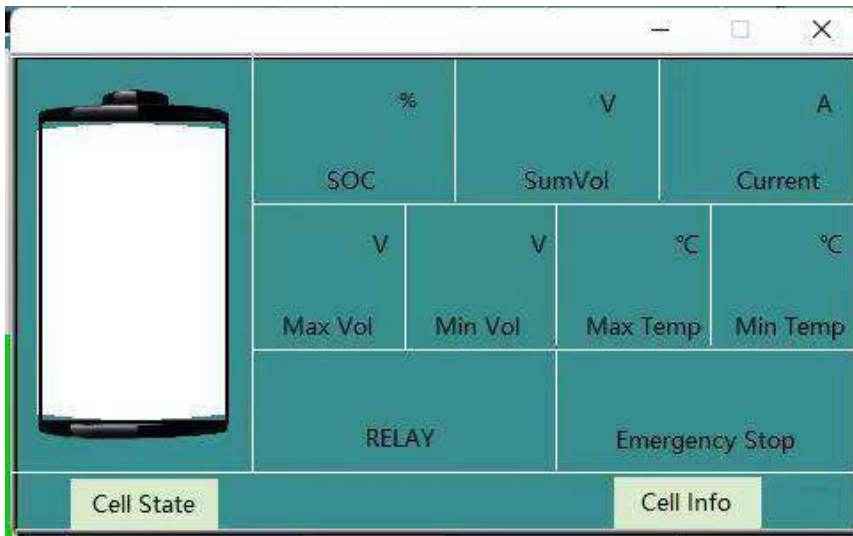 % V A
SOC SumVol Current
V V ℃ ℃
Max Vol Min Vol Max Temp Min Temp
RELAY Emergency Stop
Cell State Cell Info